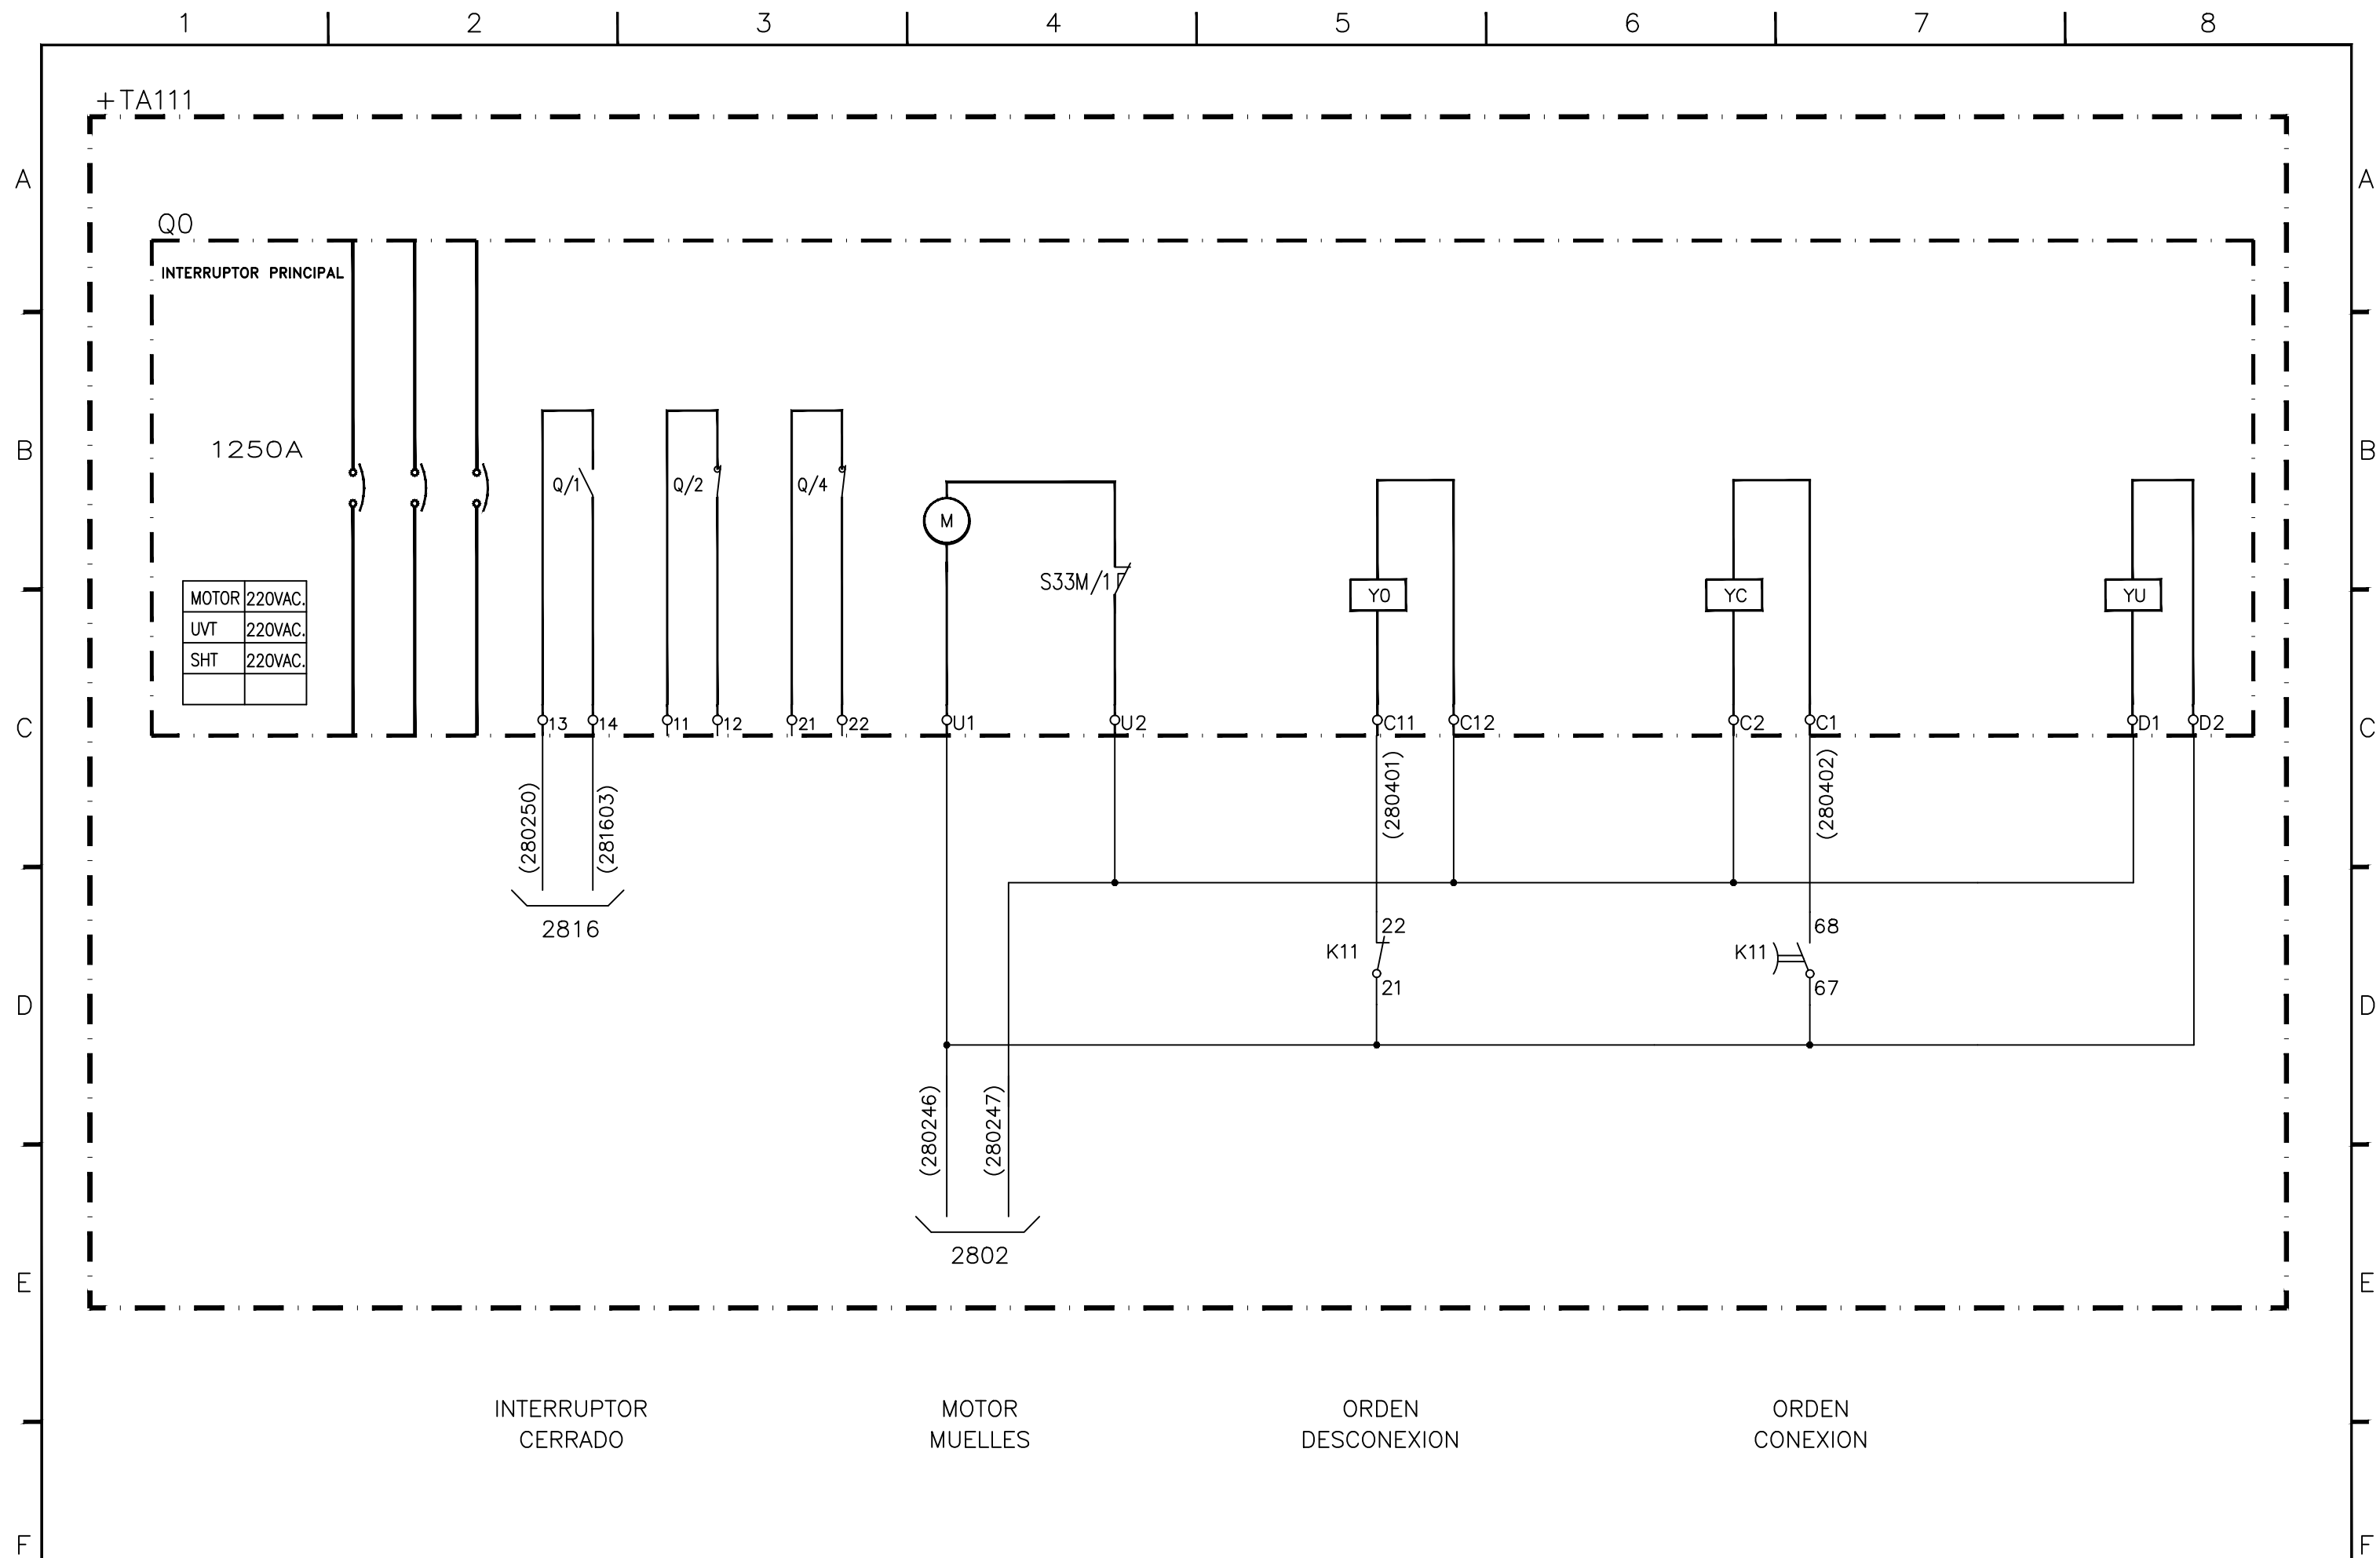 1 2 3 4 5 6 7 8
+TA111
A A
Q0
INTERRUPTOR PRINCIPAL
B 1250A B
Q/1 Q/2 Q/4
M
S33M/1
YO YC YU
MOTOR 220VAC.
UVT 220VAC.
SHT 220VAC.
C 13 14 11 12 21 22 U1 U2 C11 C12 C2 C1 D1 D2 C
(280250) (281603) (280401) (280402)
2816
22 68
K11 K11
21 67
D D
(280246) (280247)
2802
E E
INTERRUPTOR
CERRADO
MOTOR
MUELLES
ORDEN
DESCONEXION
ORDEN
CONEXION
F F